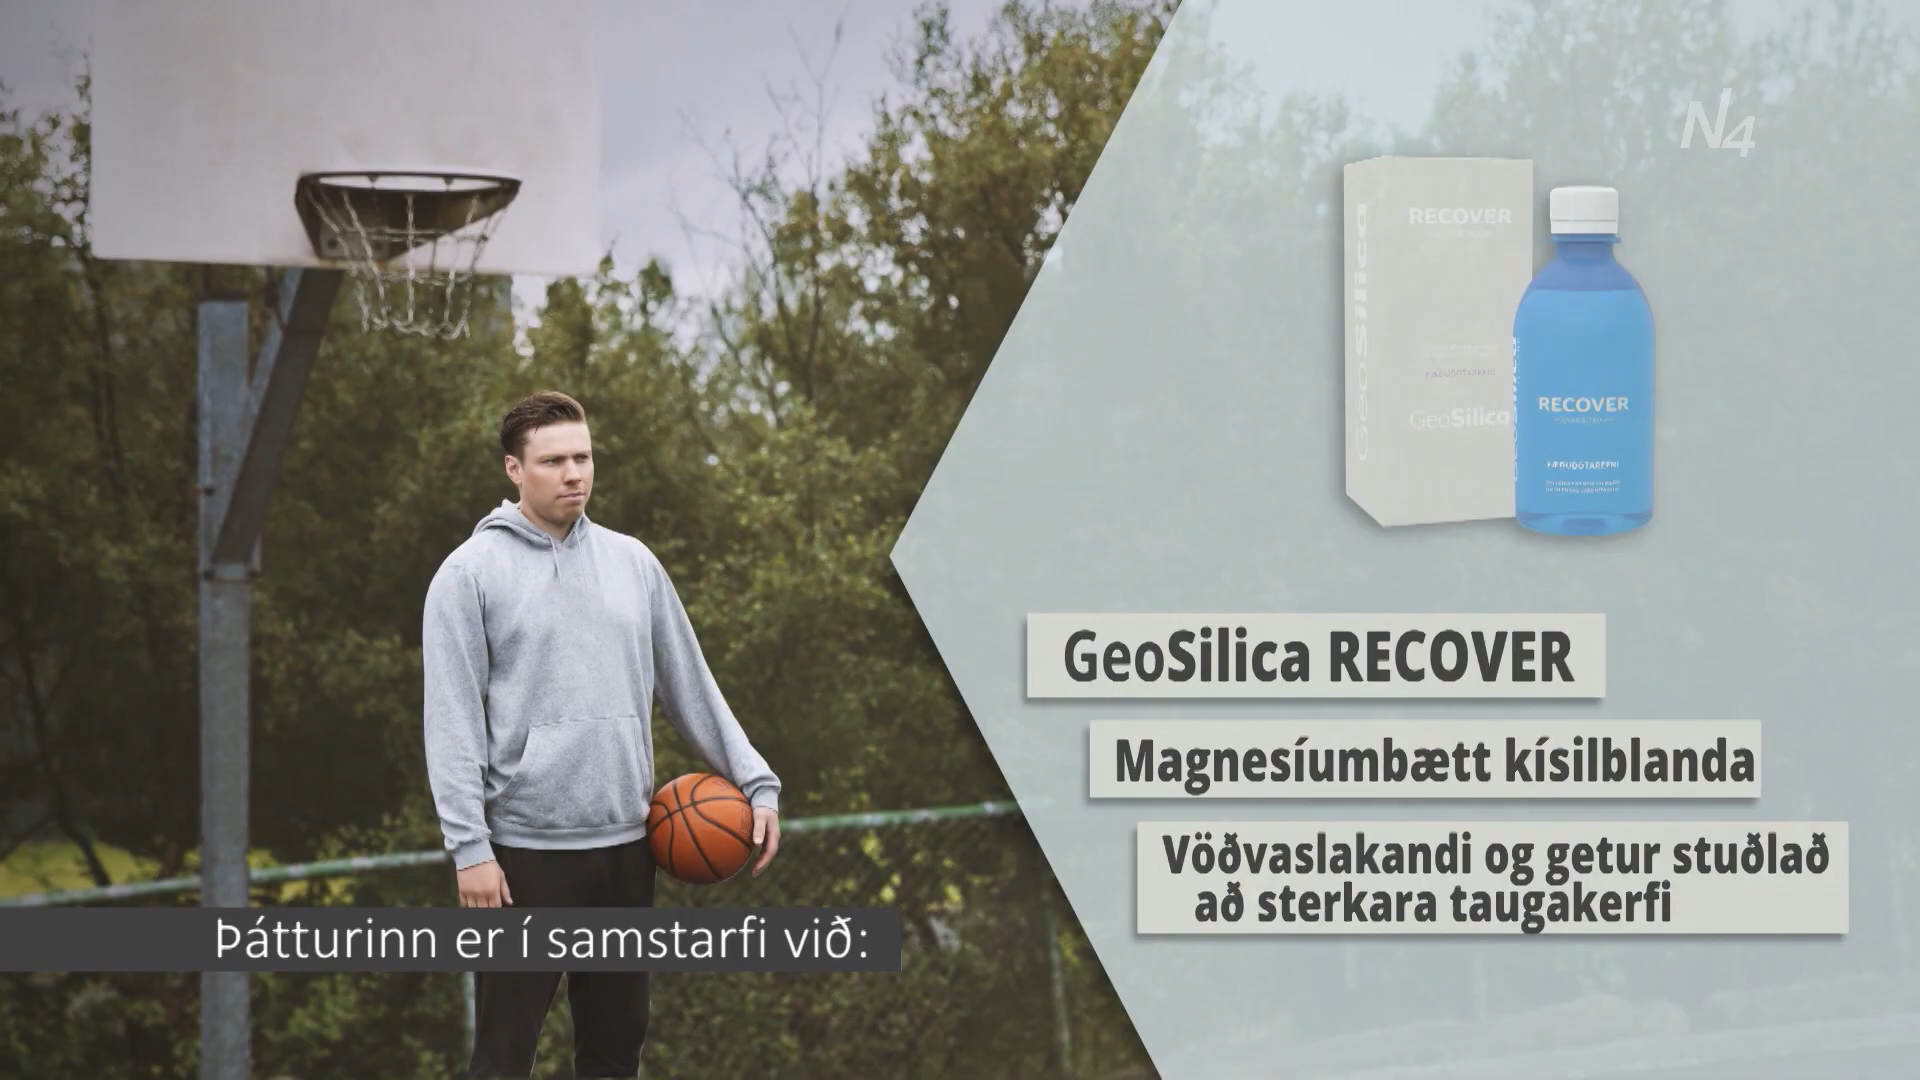 N4
RECOVER
GeoSilica
GeoSilica
RECOVER
FÆÐUBÓTAREFNI
GeoSilica RECOVER
Magnesíumbætt kísilblanda
Vöðvaslakandi og getur stuðlað
að sterkara taugakerfi
Þátturinn er í samstarfi við: